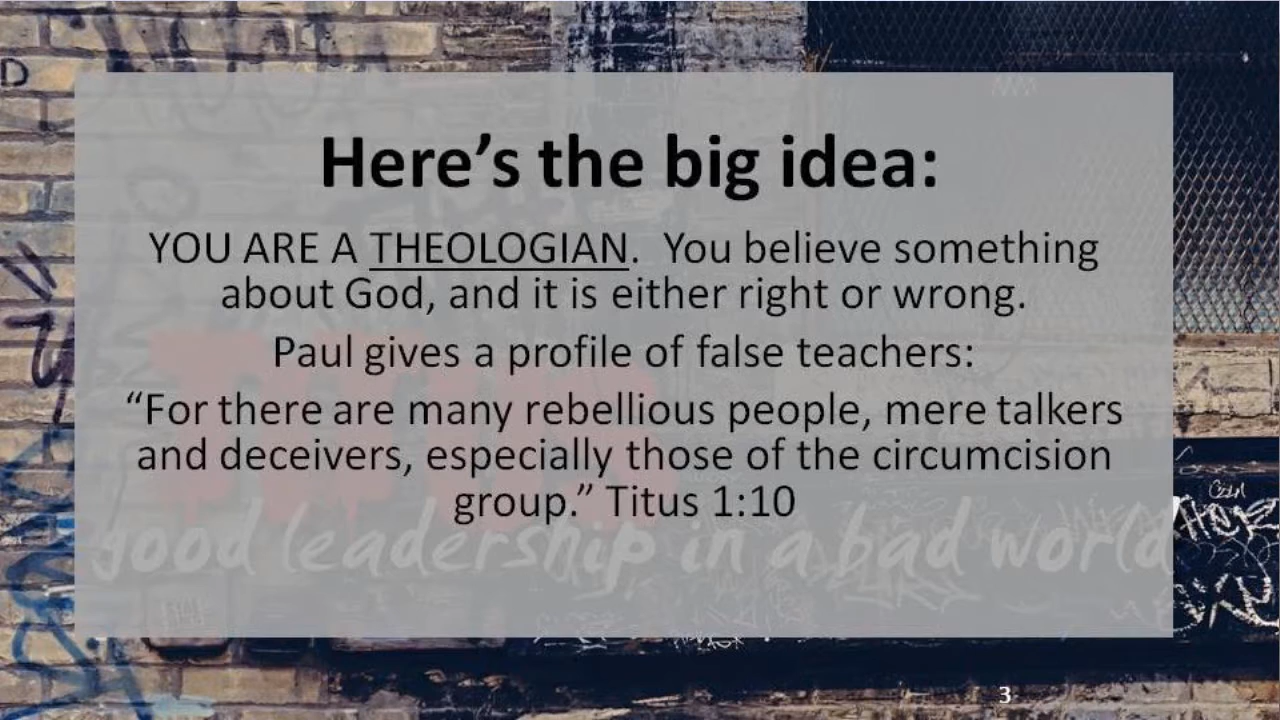 D
Here's the big idea:
YOU ARE A THEOLOGIAN.  You believe something
about God, and it is either right or wrong.
Paul gives a profile of false teachers:
“For there are many rebellious people, mere talkers
and deceivers, especially those of the circumcision
group.” Titus 1:10
TITUS
good leadership in a bad world
3